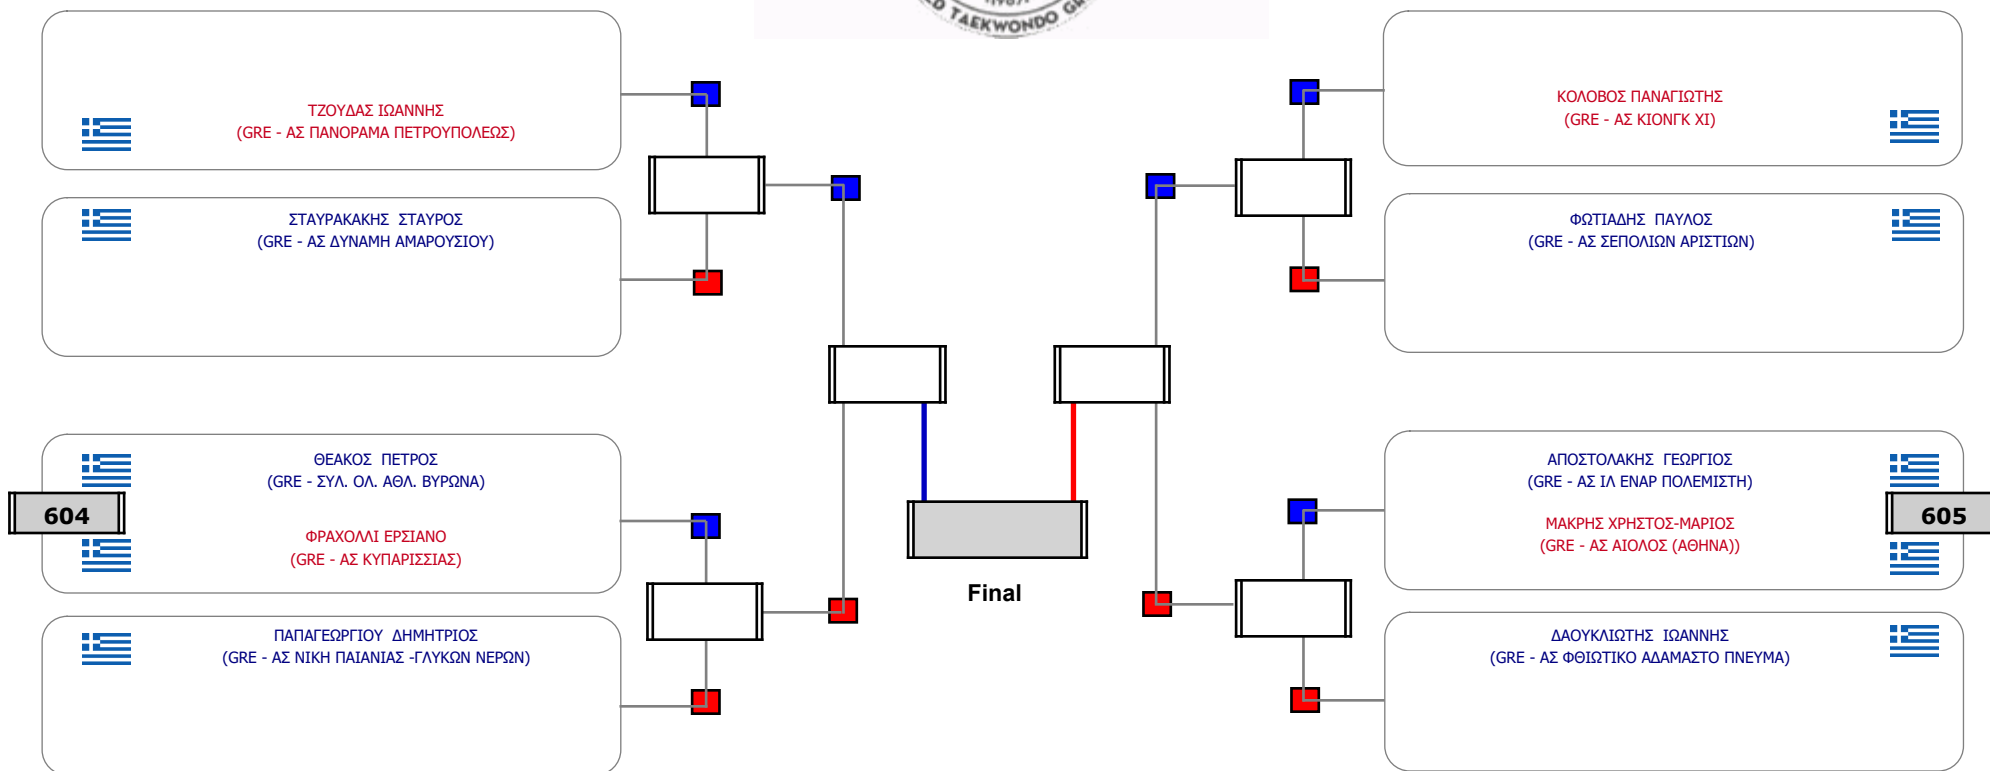 TAEKWONDO
ΤΖΟΥΔΑΣ ΙΩΑΝΝΗΣ
(GRE - ΑΣ ΠΑΝΟΡΑΜΑ ΠΕΤΡΟΥΠΟΛΕΩΣ)
ΣΤΑΥΡΑΚΑΚΗΣ ΣΤΑΥΡΟΣ
(GRE - ΑΣ ΔΥΝΑΜΗ ΑΜΑΡΟΥΣΙΟΥ)
604
ΘΕΑΚΟΣ ΠΕΤΡΟΣ
(GRE - ΣΥΛ. ΟΛ. ΑΘΛ. ΒΥΡΩΝΑ)
ΦΡΑΧΟΛΛΙ ΕΡΣΙΑΝΟ
(GRE - ΑΣ ΚΥΠΑΡΙΣΣΙΑΣ)
ΠΑΠΑΓΕΩΡΓΙΟΥ ΔΗΜΗΤΡΙΟΣ
(GRE - ΑΣ ΝΙΚΗ ΠΑΙΑΝΙΑΣ -ΓΛΥΚΩΝ ΝΕΡΩΝ)
Final
ΚΟΛΟΒΟΣ ΠΑΝΑΓΙΩΤΗΣ
(GRE - ΑΣ ΚΙΟΝΓΚ ΧΙ)
ΦΩΤΙΑΔΗΣ ΠΑΥΛΟΣ
(GRE - ΑΣ ΣΕΠΟΛΙΩΝ ΑΡΙΣΤΙΩΝ)
ΑΠΟΣΤΟΛΑΚΗΣ ΓΕΩΡΓΙΟΣ
(GRE - ΑΣ ΙΛ ΕΝΑΡ ΠΟΛΕΜΙΣΤΗ)
605
ΜΑΚΡΗΣ ΧΡΗΣΤΟΣ-ΜΑΡΙΟΣ
(GRE - ΑΣ ΑΙΟΛΟΣ (ΑΘΗΝΑ))
ΔΑΟΥΚΛΙΩΤΗΣ ΙΩΑΝΝΗΣ
(GRE - ΑΣ ΦΘΙΩΤΙΚΟ ΑΔΑΜΑΣΤΟ ΠΝΕΥΜΑ)